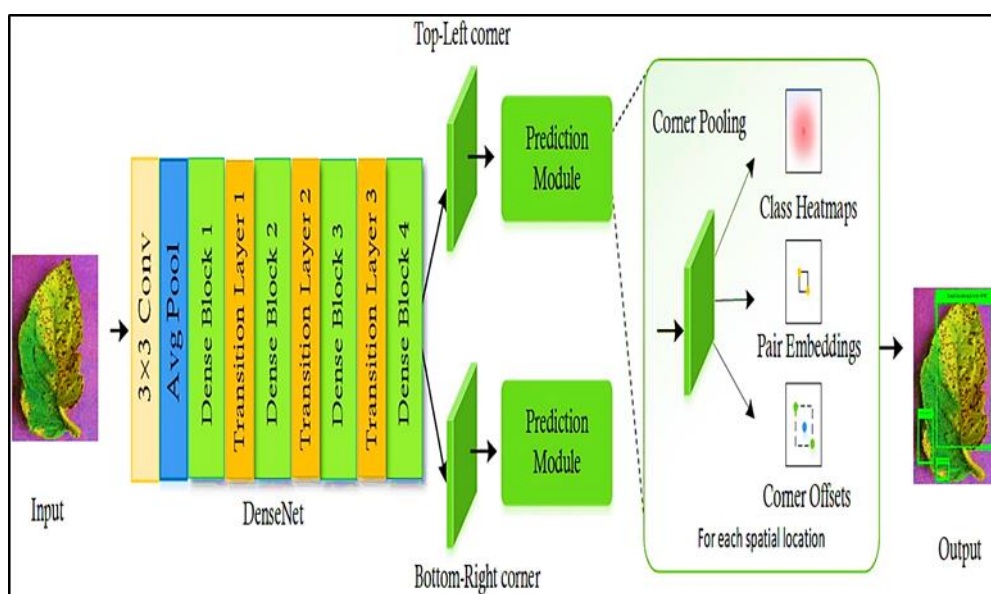 Input
3×3 Conv
Avg Pool
Dense Block 1
Transition Layer 1
Dense Block 2
Transition Layer 2
Dense Block 3
Transition Layer 3
Dense Block 4
DenseNet
Top-Left corner
Prediction
Module
Bottom-Right corner
Prediction
Module
Corner Pooling
Class Heatmaps
Pair Embeddings
Corner Offsets
For each spatial location
Output